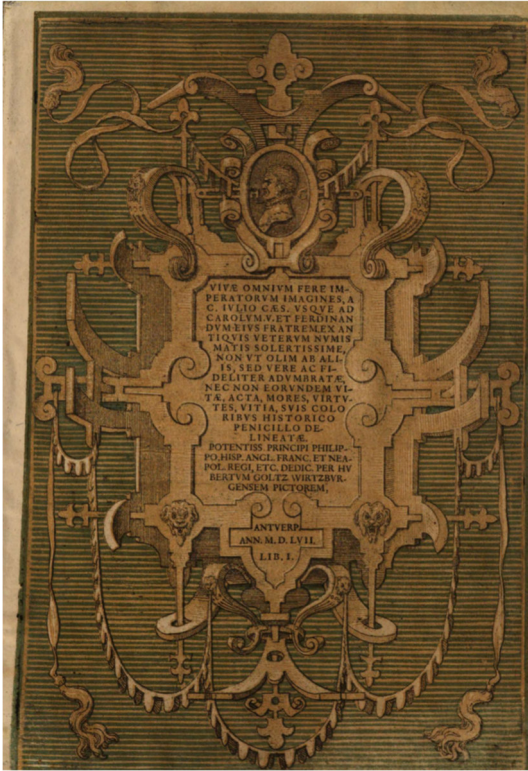 VIVÆ OMNIVM FERE IM-
PERATORVM IMAGINES, A
C. IVLIO CÆS. VSQVE AD
CAROLVM.V. ET FERDINAN
DVM EIVS FRATREM, EX AN
TIQVIS VETERVM NVMIS
MATIS SOLERTISSIME,
NON VT OLIM AB ALI-
IS, SED VERE AC FI-
DELITER ADVMBRATÆ,
NEC NON EORVNDEM VI-
TÆ, ACTA, MORES, VIRTV-
TES, VITIA, SVIS COLO
RIBVS HISTORICO
PENICILLO DE-
LINEATÆ.
POTENTISS. PRINCIPI PHILIP-
PO, HISP. ANGL. FRANC. ET NEA-
POL. REGI, ETC. DEDIC. PER HV
BERTVM GOLTZ WIRTZBVR-
GENSEM PICTOREM,
ANTVERP.
ANN. M. D. LVII.
LIB. I.